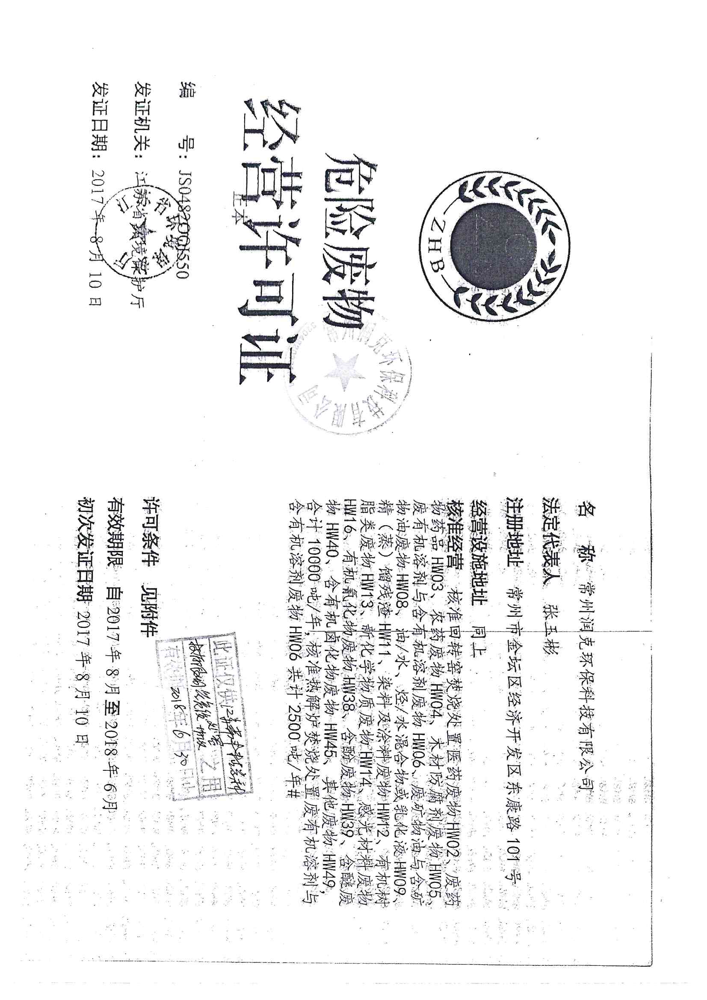 ZHB
危险废物
经营许可证
正本
编 号：JS0482OOI550
发证机关：江苏省环境保护厅
发证日期：2017年8月10日
常州润克环保科技有限公司
名 称 常州润克环保科技有限公司
法定代表人 张玉彬
注册地址 常州市金坛区经济开发区东康路101号
经营设施地址 同上
核准经营 核准回转窑焚烧处置医药废物HW02、废药
物药品HW03、农药废物HW04、木材防腐剂废物HW05、
废有机溶剂与含有机溶剂废物HW06、废矿物油与含矿
物油废物HW08、油/水、烃/水混合物或乳化液HW09、
精（蒸）馏残渣HW11、染料及涂料废物HW12、有机树
脂类废物HW13、新化学物质废物HW14、感光材料废物
HW16、有机氰化物废物HW38、含酚废物HW39、含醚废
物HW40、含有机卤化物废物HW45、其他废物HW49，
合计10000吨/年，核准热解炉焚烧处置废有机溶剂与
含有机溶剂废物HW06共计2500吨/年#
许可条件 见附件
有效期限 自2017年8月至2018年6月
初次发证日期 2017年8月10日
此证仅供江苏
之用
2018年6月30日止